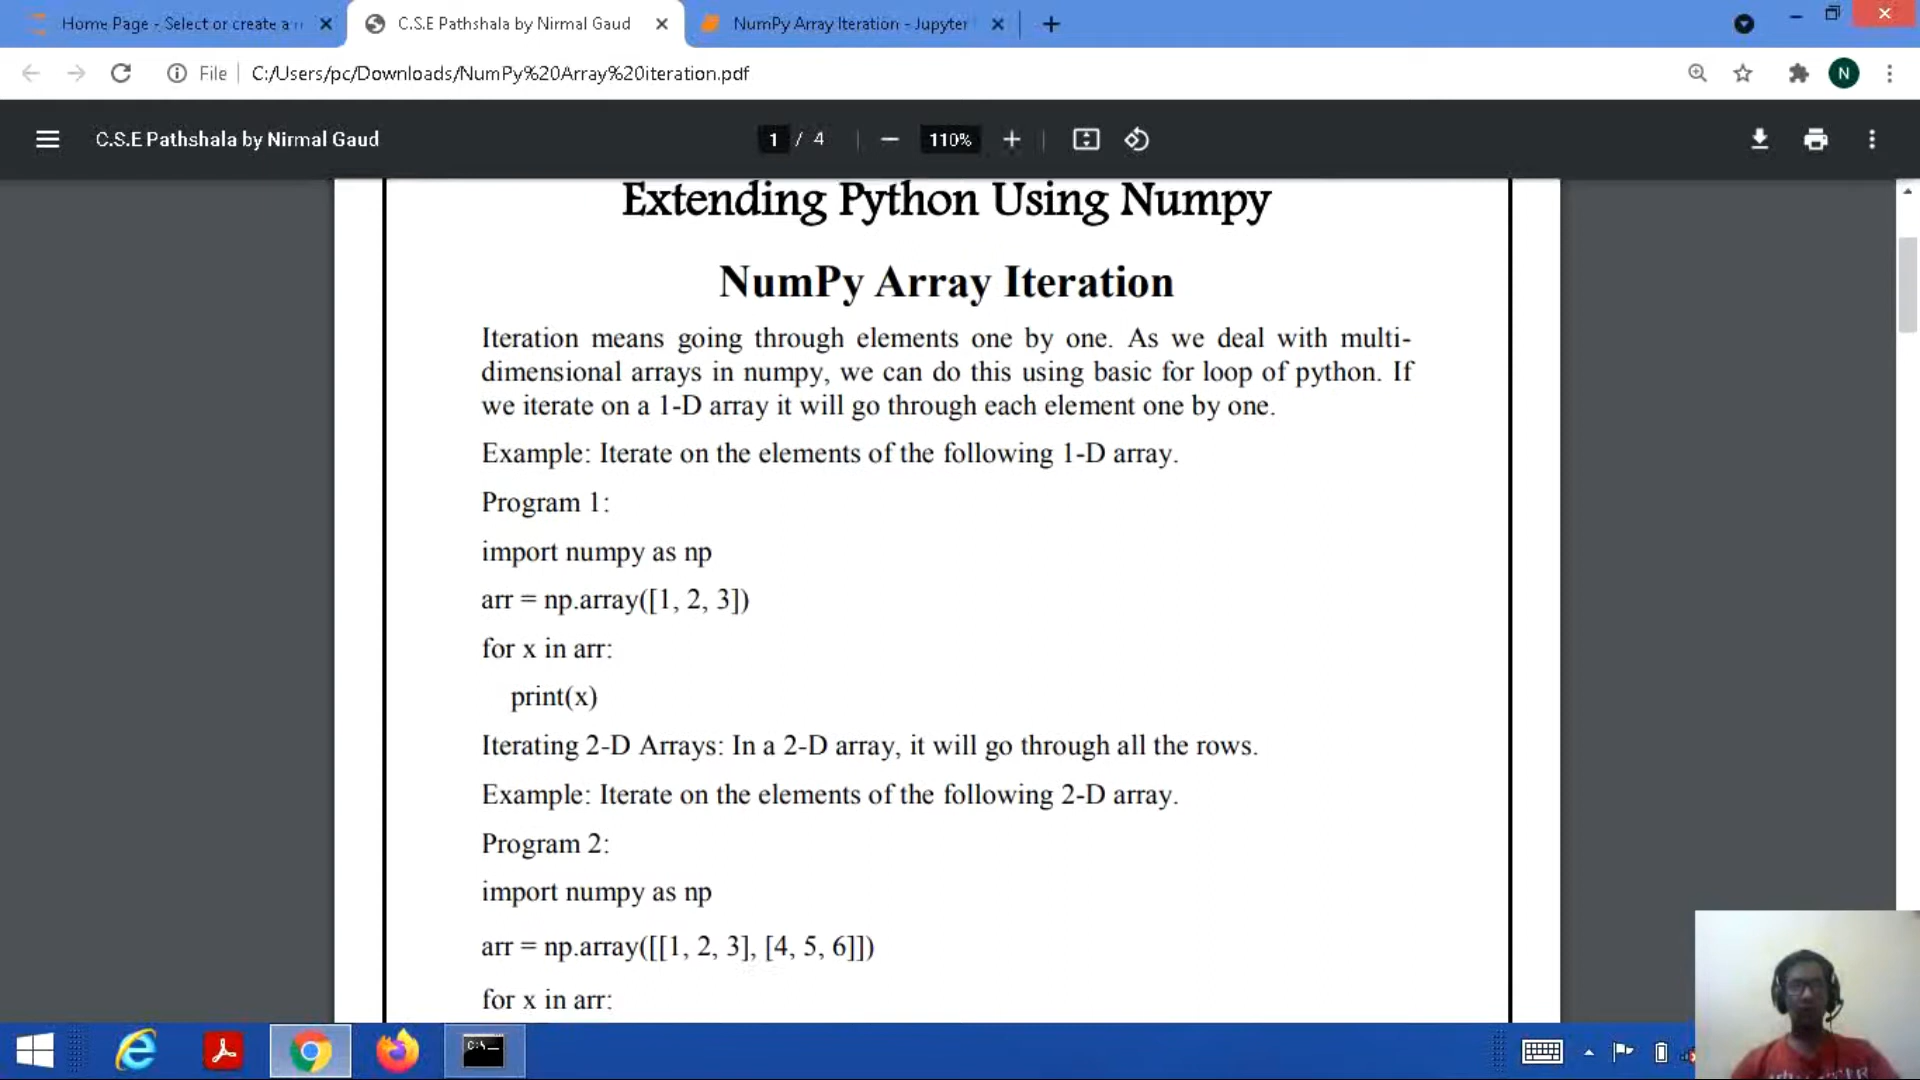 Home Page - Select or create a n
C.S.E Pathshala by Nirmal Gaud
NumPy Array Iteration - Jupyter
File
C:/Users/pc/Downloads/NumPy%20Array%20iteration.pdf
N
C.S.E Pathshala by Nirmal Gaud
1 / 4
110%
Extending Python Using Numpy
NumPy Array Iteration
Iteration means going through elements one by one. As we deal with multi-
dimensional arrays in numpy, we can do this using basic for loop of python. If
we iterate on a 1-D array it will go through each element one by one.
Example: Iterate on the elements of the following 1-D array.
Program 1:
import numpy as np
arr = np.array([1, 2, 3])
for x in arr:
print(x)
Iterating 2-D Arrays: In a 2-D array, it will go through all the rows.
Example: Iterate on the elements of the following 2-D array.
Program 2:
import numpy as np
arr = np.array([[1, 2, 3], [4, 5, 6]])
for x in arr: